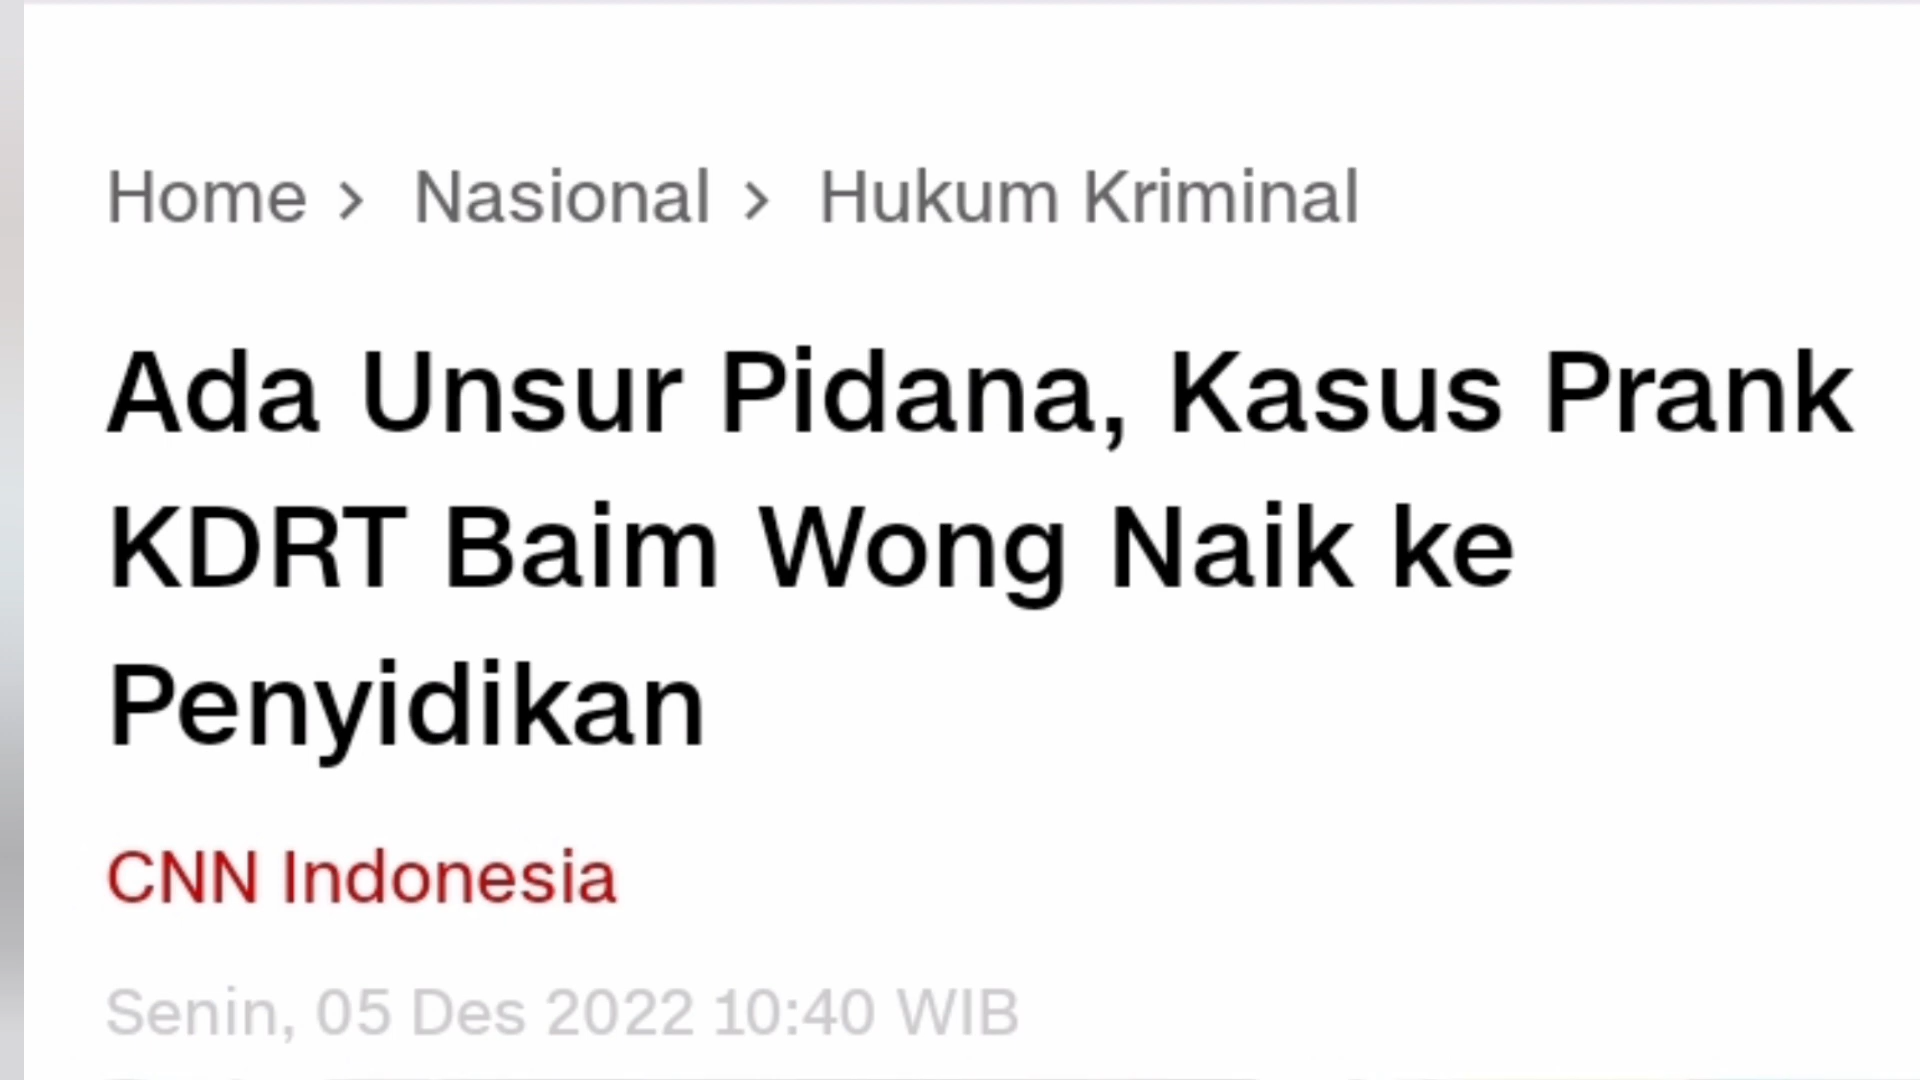 Home > Nasional > Hukum Kriminal
Ada Unsur Pidana, Kasus Prank
KDRT Baim Wong Naik ke
Penyidikan
CNN Indonesia
Senin, 05 Des 2022 10:40 WIB